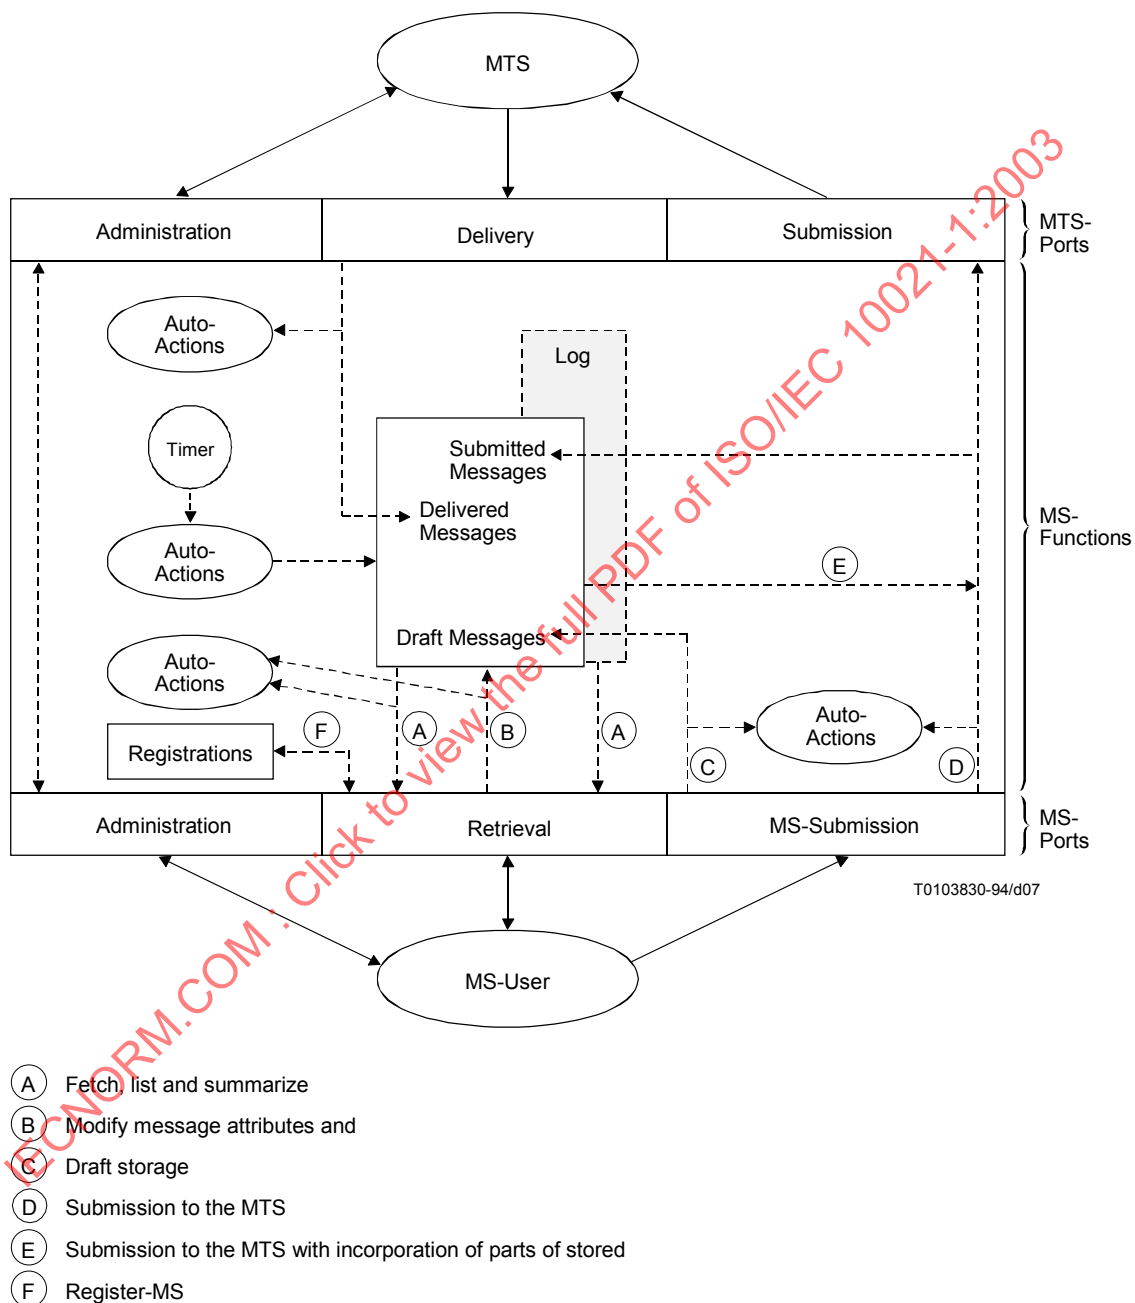 MTS
Administration
Delivery
Submission
MTS-
Ports
Auto-
Actions
Log
Timer
Submitted
Messages
Delivered
Messages
MS-
Functions
Auto-
Actions
E
Draft Messages
Auto-
Actions
Auto-
Actions
F
A
B
A
C
D
Registrations
Administration
Retrieval
MS-Submission
MS-
Ports
T0103830-94/d07
MS-User
A Fetch, list and summarize
B Modify message attributes and
C Draft storage
D Submission to the MTS
E Submission to the MTS with incorporation of parts of stored
F Register-MS
IECNORM.COM : Click to view the full PDF of ISO/IEC 10021-1:2003